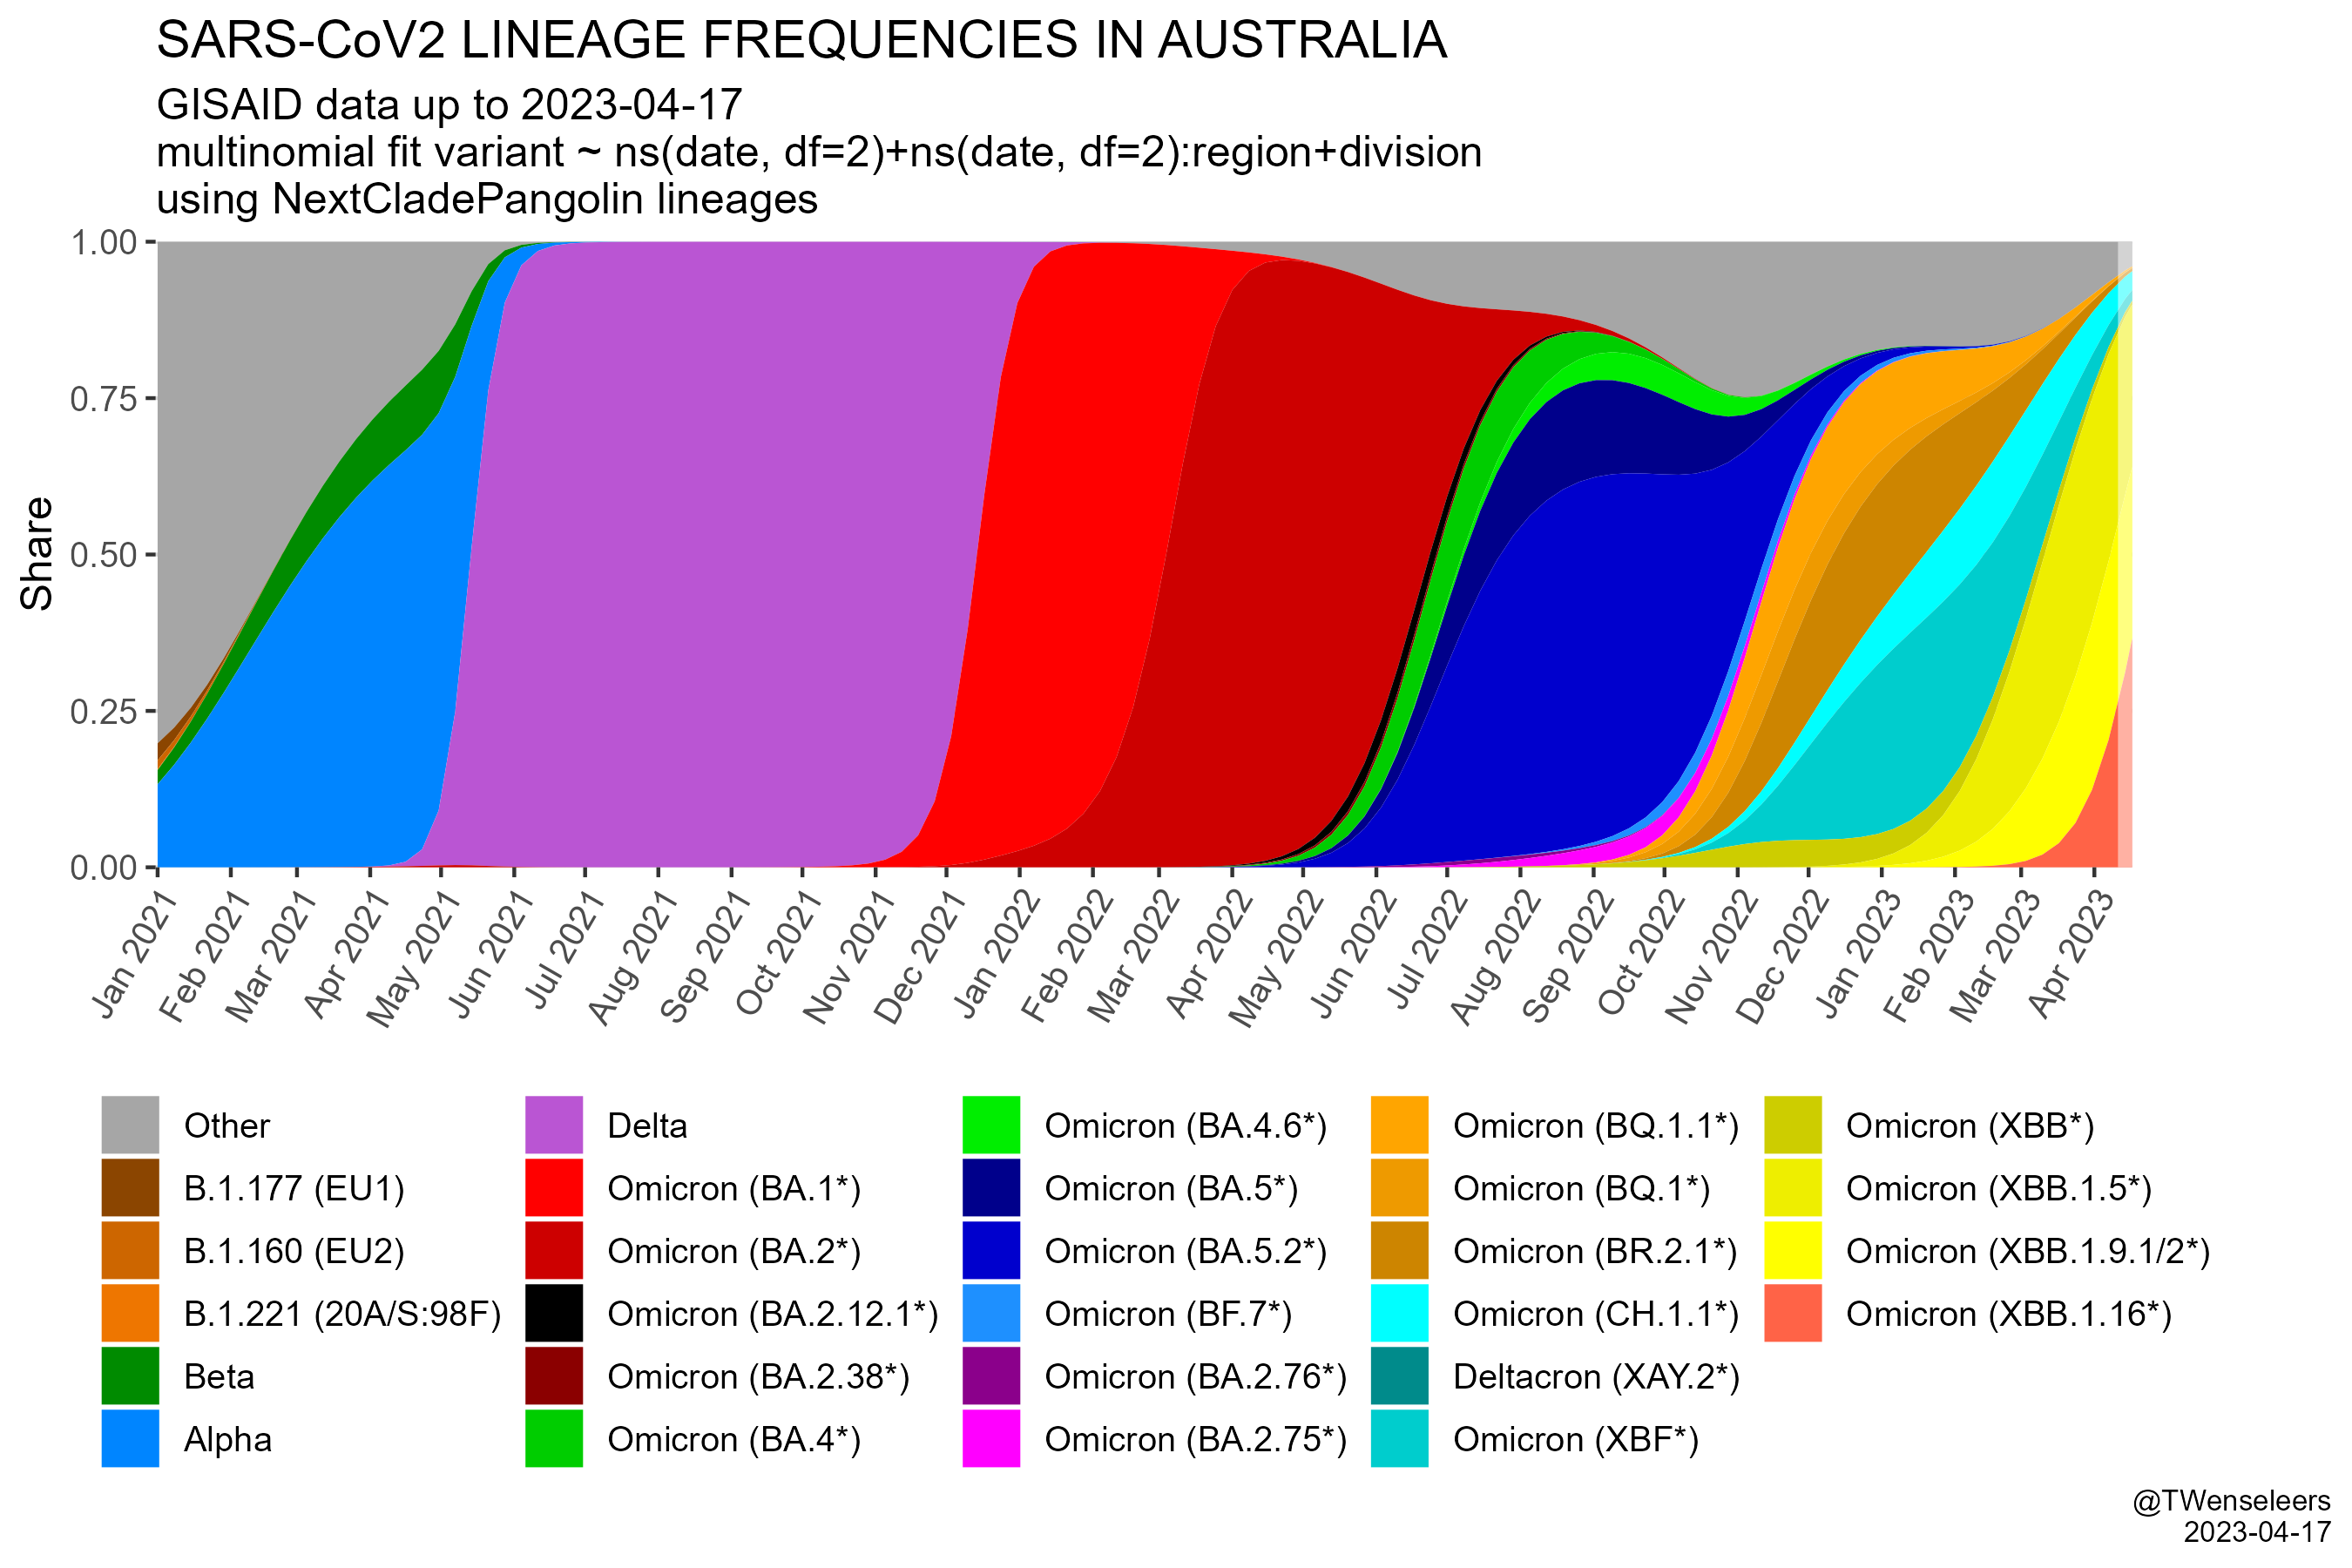 SARS-CoV2 LINEAGE FREQUENCIES IN AUSTRALIA
GISAID data up to 2023-04-17
multinomial fit variant ~ ns(date, df=2)+ns(date, df=2):region+division
using NextCladePangolin lineages
Share
1.00
0.75
0.50
0.25
0.00
Jan 2021
Feb 2021
Mar 2021
Apr 2021
May 2021
Jun 2021
Jul 2021
Aug 2021
Sep 2021
Oct 2021
Nov 2021
Dec 2021
Jan 2022
Feb 2022
Mar 2022
Apr 2022
May 2022
Jun 2022
Jul 2022
Aug 2022
Sep 2022
Oct 2022
Nov 2022
Dec 2022
Jan 2023
Feb 2023
Mar 2023
Apr 2023
Other
B.1.177 (EU1)
B.1.160 (EU2)
B.1.221 (20A/S:98F)
Beta
Alpha
Delta
Omicron (BA.1*)
Omicron (BA.2*)
Omicron (BA.2.12.1*)
Omicron (BA.2.38*)
Omicron (BA.4*)
Omicron (BA.4.6*)
Omicron (BA.5*)
Omicron (BA.5.2*)
Omicron (BF.7*)
Omicron (BA.2.76*)
Omicron (BA.2.75*)
Omicron (BQ.1.1*)
Omicron (BQ.1*)
Omicron (BR.2.1*)
Omicron (CH.1.1*)
Deltacron (XAY.2*)
Omicron (XBF*)
Omicron (XBB*)
Omicron (XBB.1.5*)
Omicron (XBB.1.9.1/2*)
Omicron (XBB.1.16*)
@TWenseleers
2023-04-17